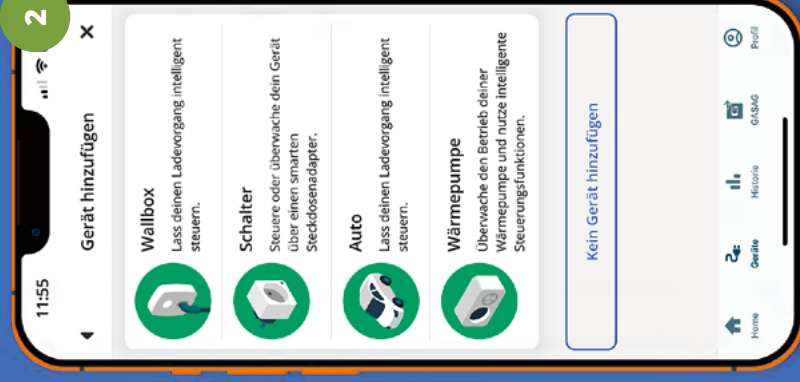 2
11:55
Gerät hinzufügen
Wallbox
Lass deinen Ladevorgang intelligent
steuern.
Schalter
Steuere oder überwache dein Gerät
über einen smarten
Steckdosenadapter.
Auto
Lass deinen Ladevorgang intelligent
steuern.
Wärmepumpe
Überwache den Betrieb deiner
Wärmepumpe und nutze intelligente
Steuerungsfunktionen.
Kein Gerät hinzufügen
Home
Geräte
Historie
GASAG
Profil